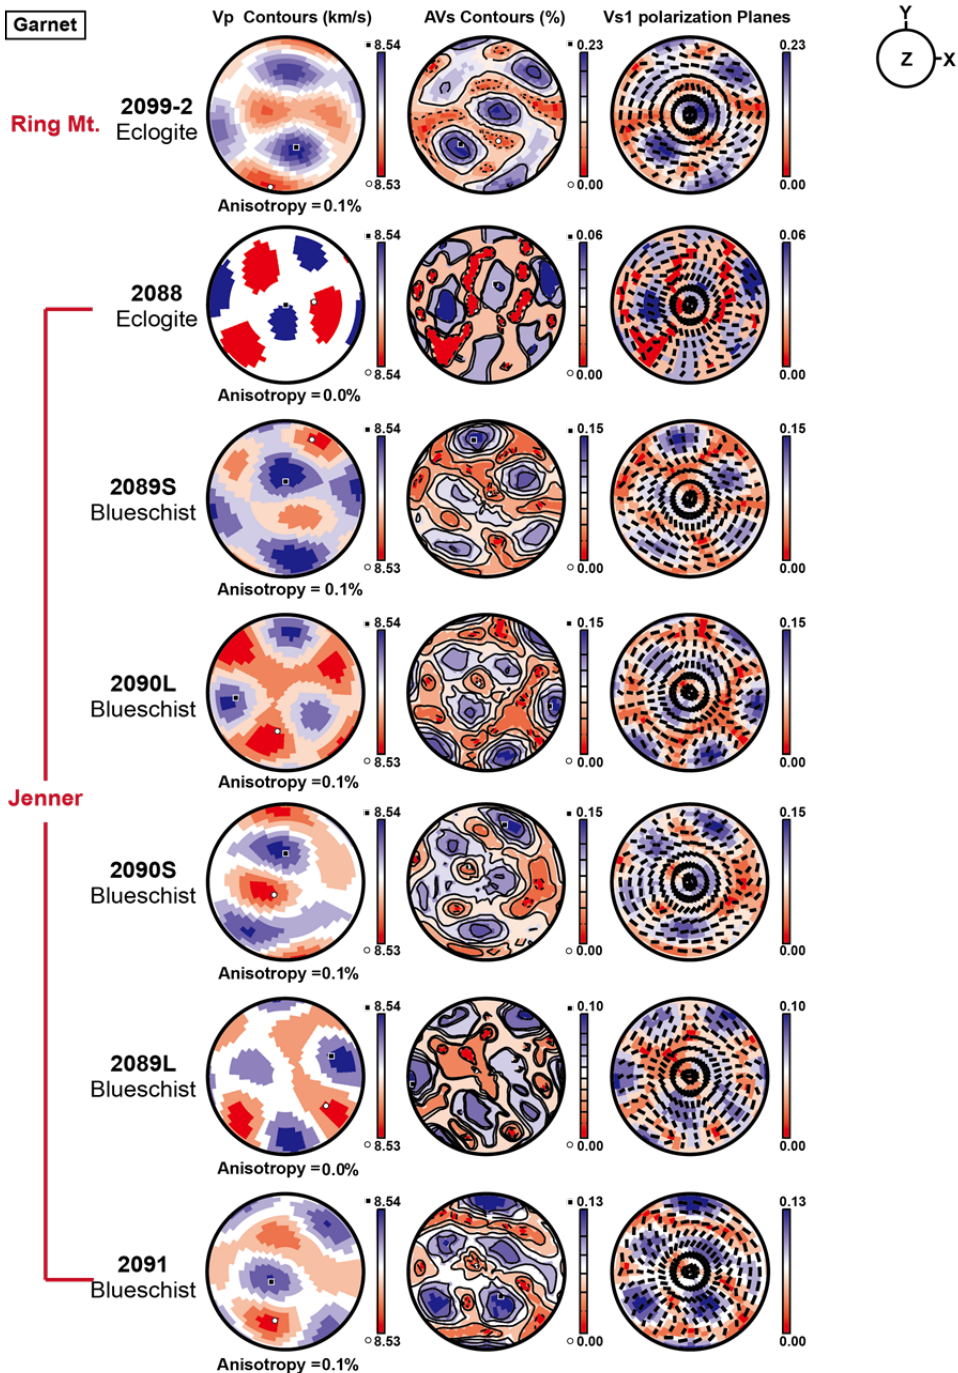 Garnet
Vp Contours (km/s)
AVs Contours (%)
Vs1 polarization Planes
Y
Z
X
Ring Mt.
2099-2
Eclogite
8.54
8.53
0.23
0.00
0.23
0.00
Anisotropy = 0.1%
2088
Eclogite
8.54
8.54
0.06
0.00
0.06
0.00
Anisotropy = 0.0%
2089S
Blueschist
8.54
8.53
0.15
0.00
0.15
0.00
Anisotropy = 0.1%
2090L
Blueschist
8.54
8.53
0.15
0.00
0.15
0.00
Anisotropy = 0.1%
Jenner
2090S
Blueschist
8.54
8.53
0.15
0.00
0.15
0.00
Anisotropy = 0.1%
2089L
Blueschist
8.54
8.53
0.10
0.00
0.10
0.00
Anisotropy = 0.0%
2091
Blueschist
8.54
8.53
0.13
0.00
0.13
0.00
Anisotropy = 0.1%